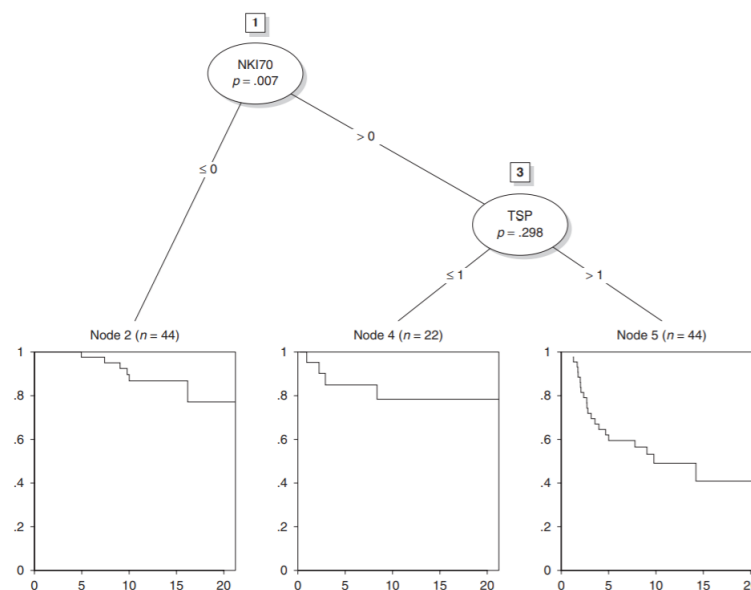 1
NKI70
p = .007
≤ 0
> 0
3
TSP
p = .298
≤ 1
> 1
Node 2 (n = 44)
Node 4 (n = 22)
Node 5 (n = 44)
1
.8
.6
.4
.2
0
0 5 10 15 20
1
.8
.6
.4
.2
0
0 5 10 15 20
1
.8
.6
.4
.2
0
0 5 10 15 20